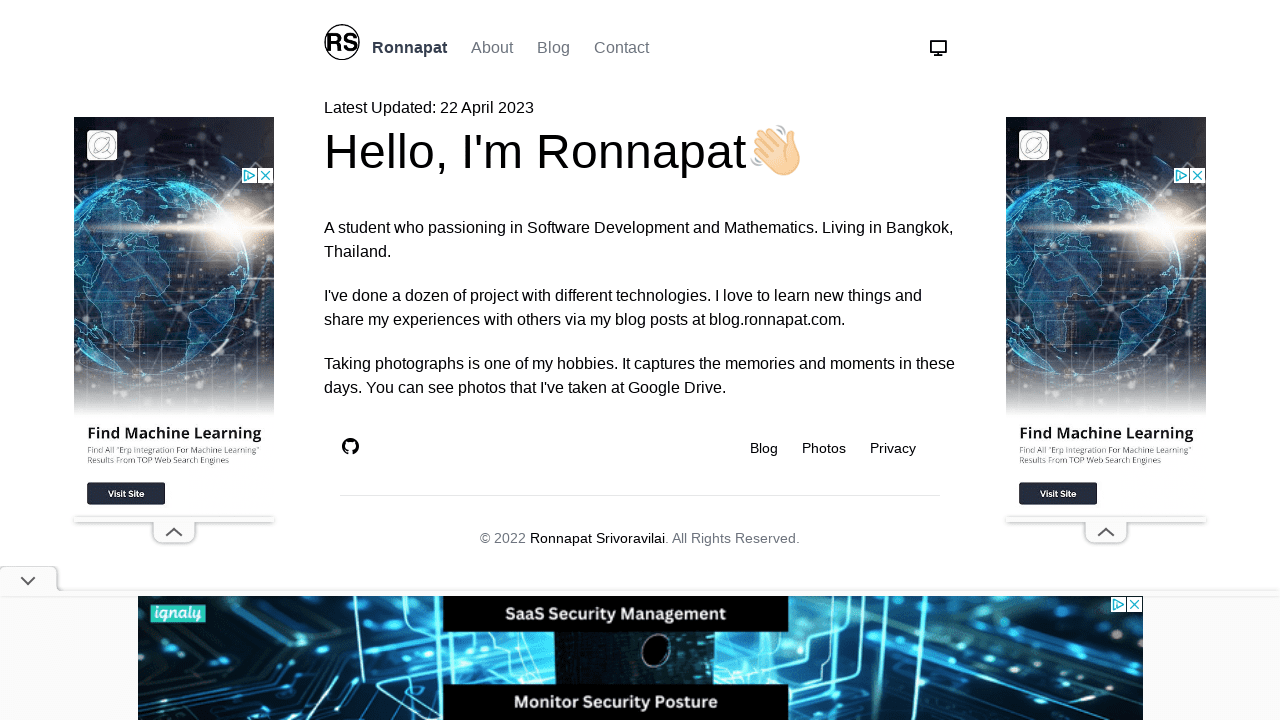 RS Ronnapat About Blog Contact
Latest Updated: 22 April 2023
Hello, I'm Ronnapat
A student who passioning in Software Development and Mathematics. Living in Bangkok,
Thailand.
I've done a dozen of project with different technologies. I love to learn new things and
share my experiences with others via my blog posts at blog.ronnapat.com.
Taking photographs is one of my hobbies. It captures the memories and moments in these
days. You can see photos that I've taken at Google Drive.
Blog Photos Privacy
© 2022 Ronnapat Srivoravilai. All Rights Reserved.
Find Machine Learning
Find All "Erp Integration For Machine Learning"
Results From TOP Web Search Engines
Visit Site
Find Machine Learning
Find All "Erp Integration For Machine Learning"
Results From TOP Web Search Engines
Visit Site
ignaly
SaaS Security Management
Monitor Security Posture